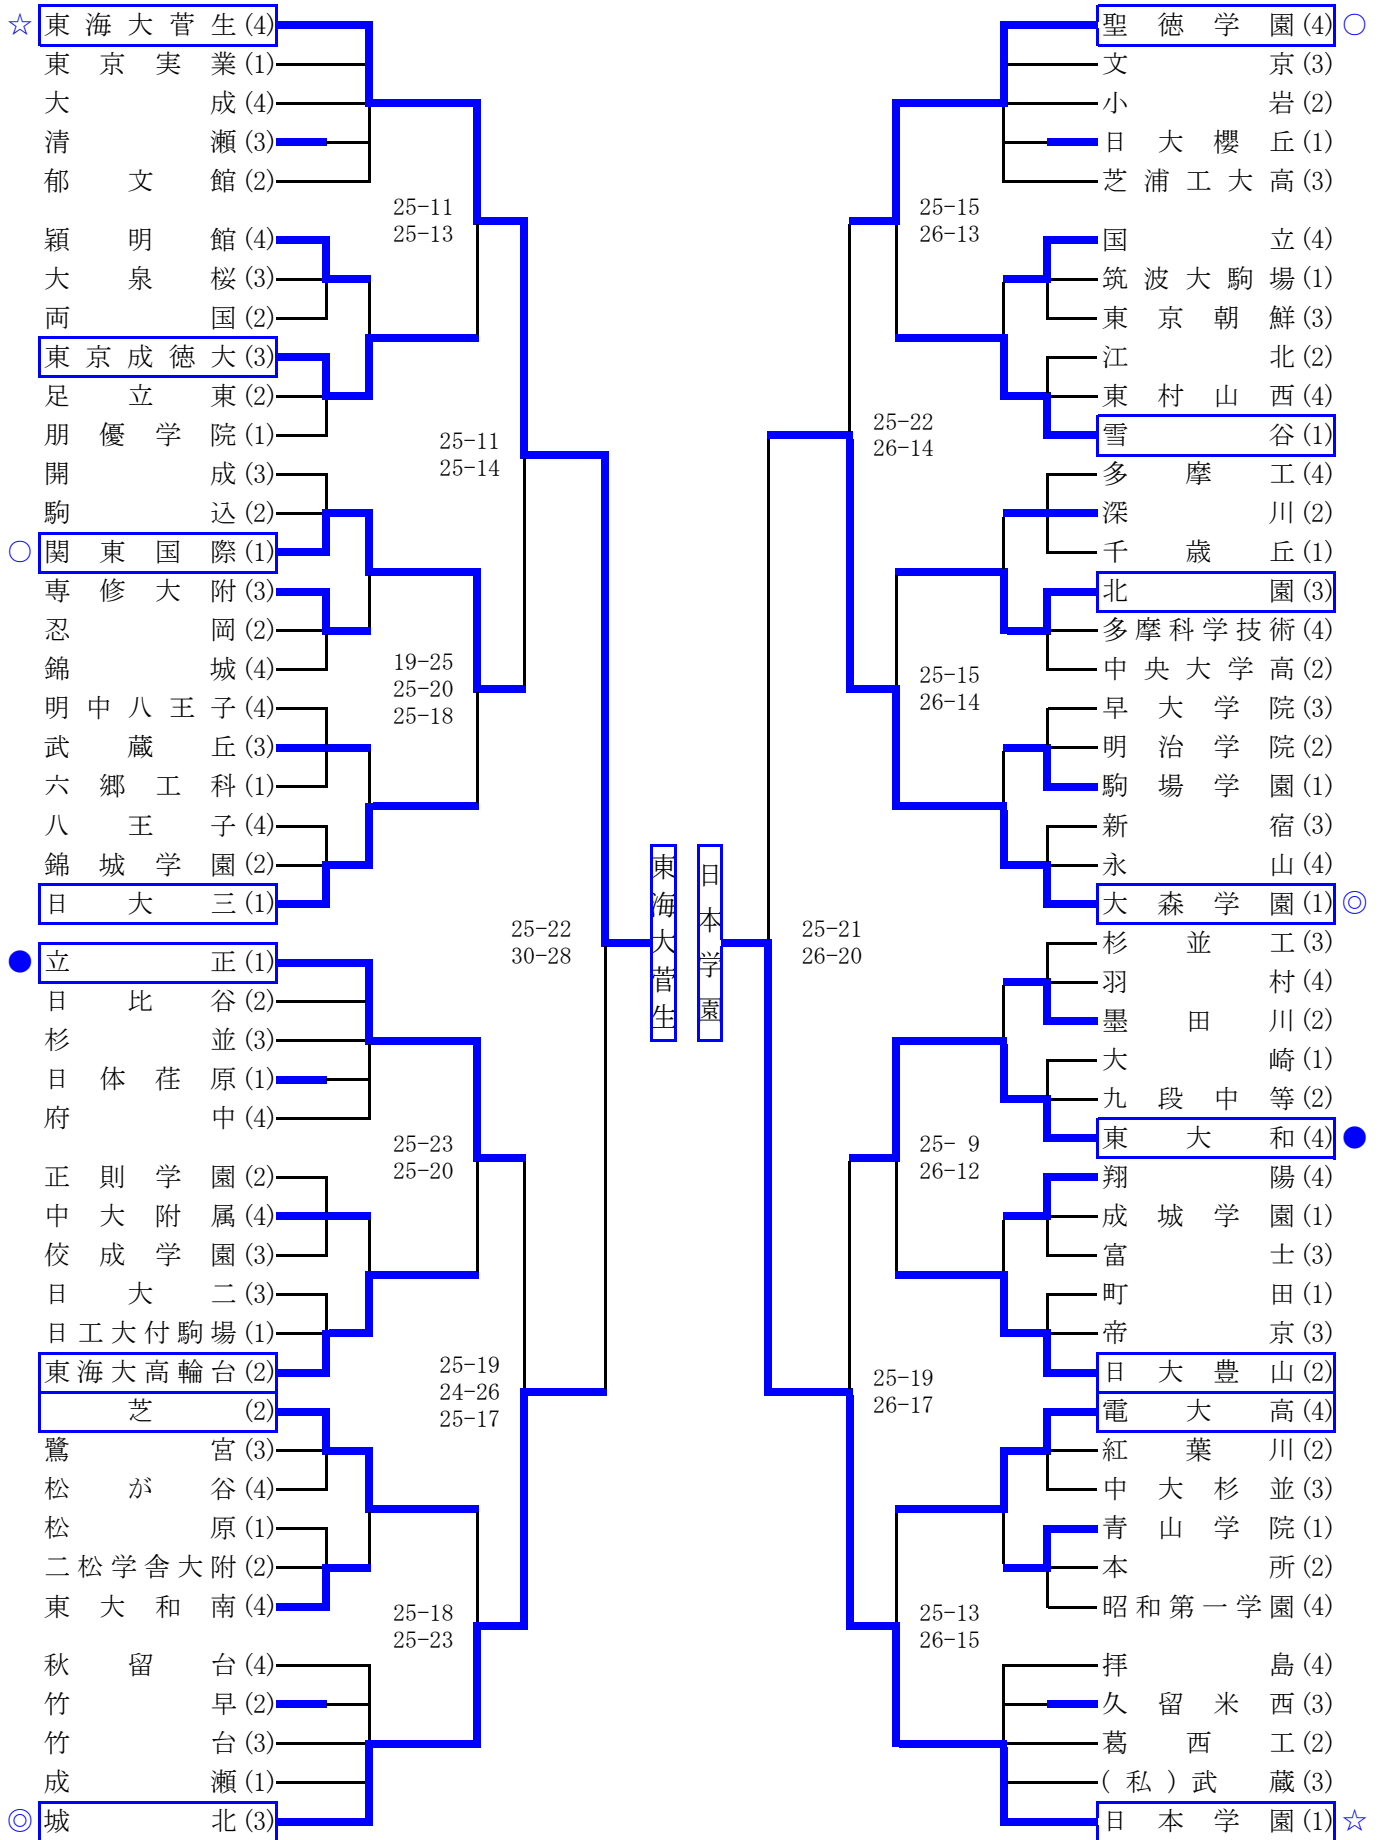 ☆ 東海大菅生(4)
東京実業(1)
大成(4)
清瀬(3)
郁文館(2)
25-11
25-13
穎明館(4)
大泉桜(3)
両国(2)
東京成徳大(3)
足立東(2)
朋優学院(1)
25-11
25-14
開成(3)
駒込(2)
○ 関東国際(1)
専修大附(3)
忍岡(2)
錦城(4)
19-25
25-20
25-18
明中八王子(4)
武蔵丘(3)
六郷工科(1)
八王子(4)
錦城学園(2)
日大三(1)
25-22
30-28
● 立正(1)
日比谷(2)
杉並(3)
日体荏原(1)
府中(4)
25-23
25-20
正則学園(2)
中大附属(4)
佼成学園(3)
日大二(3)
日工大付駒場(1)
東海大高輪台(2)
25-19
24-26
25-17
芝(2)
鷺宮(3)
松が谷(4)
松原(1)
二松学舎大附(2)
東大和南(4)
25-18
25-23
秋留台(4)
竹早(2)
竹台(3)
成瀬(1)
◎ 城北(3)
東海大菅生
日本学園
聖徳学園(4) ○
文京(3)
小岩(2)
日大櫻丘(1)
芝浦工大高(3)
25-15
26-13
国立(4)
筑波大駒場(1)
東京朝鮮(3)
江北(2)
東村山西(4)
雪谷(1)
25-22
26-14
多摩工(4)
深川(2)
千歳丘(1)
北園(3)
多摩科学技術(4)
中央大学高(2)
25-15
26-14
早大学院(3)
明治学院(2)
駒場学園(1)
新宿(3)
永山(4)
大森学園(1) ◎
25-21
26-20
杉並工(3)
羽村(4)
墨田川(2)
大崎(1)
九段中等(2)
東大和(4) ●
25- 9
26-12
翔陽(4)
成城学園(1)
富士(3)
町田(1)
帝京(3)
日大豊山(2)
25-19
26-17
電大高(4)
紅葉川(2)
中大杉並(3)
青山学院(1)
本所(2)
昭和第一学園(4)
25-13
26-15
拝島(4)
久留米西(3)
葛西工(2)
(私)武蔵(3)
日本学園(1) ☆